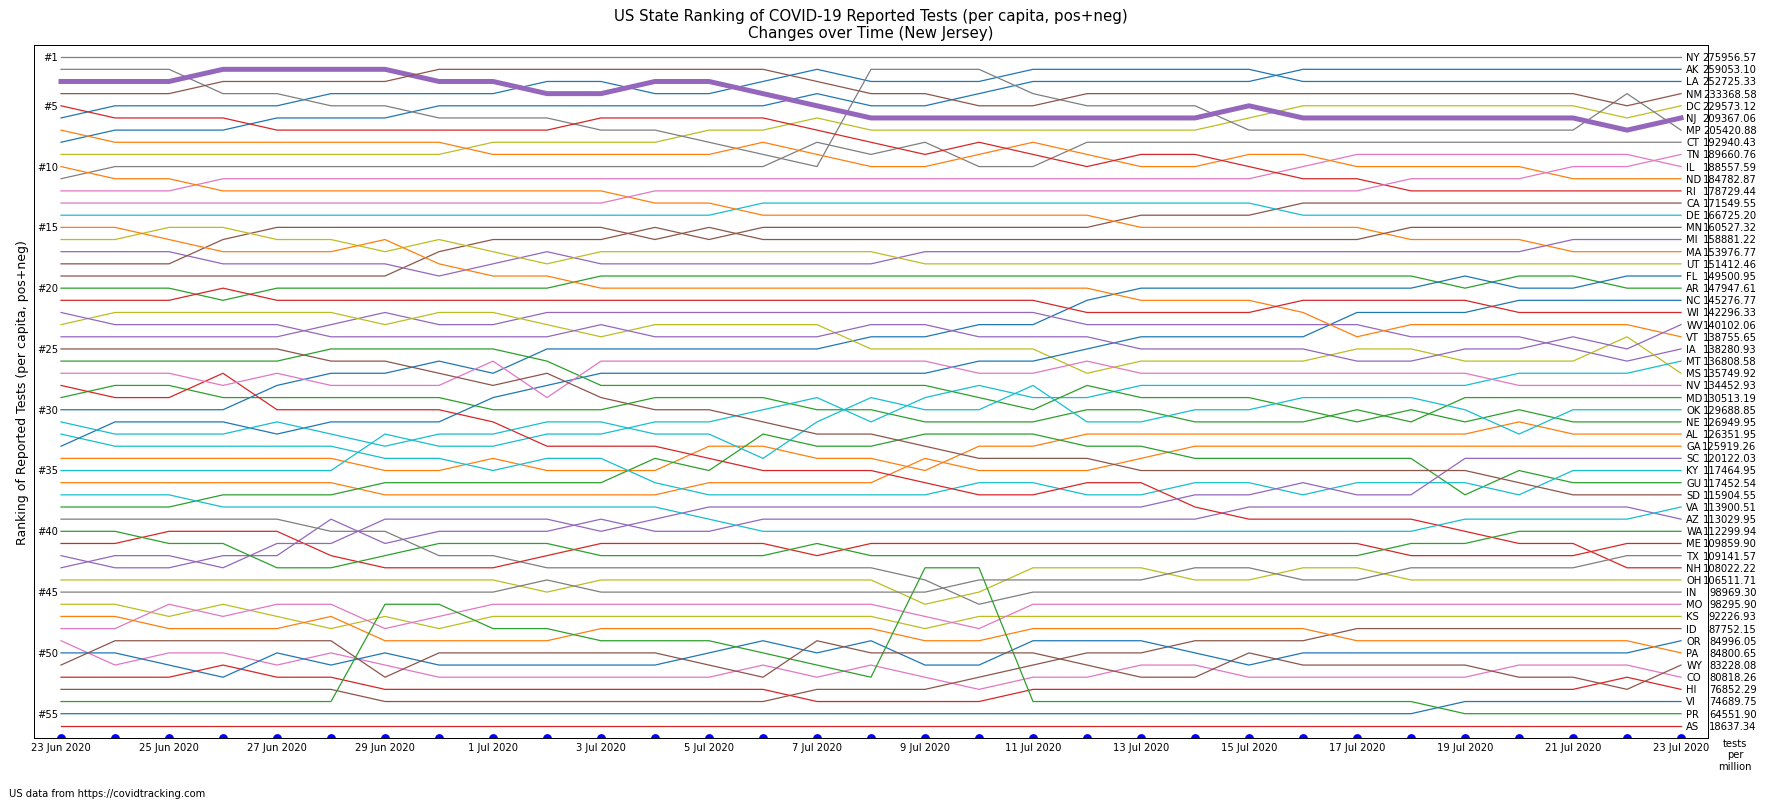 US State Ranking of COVID-19 Reported Tests (per capita, pos+neg)
Changes over Time (New Jersey)
Ranking of Reported Tests (per capita, pos+neg)
#1
#5
#10
#15
#20
#25
#30
#35
#40
#45
#50
#55
NY 275956.57
AK 259053.10
LA 252725.33
NM 233368.58
DC 229573.12
NJ 209367.06
MP 205420.88
CT 192940.43
TN 189660.76
IL 188557.59
ND 184782.87
RI 178729.44
CA 171549.55
DE 166725.20
MN 160527.32
MI 158881.22
MA 153976.77
UT 151412.46
FL 149500.95
AR 147947.61
NC 145276.77
WI 142296.33
WV 140102.06
VT 138755.65
IA 138280.93
MT 136808.58
MS 135749.92
NV 134452.93
MD 130513.19
OK 129688.85
NE 126949.95
AL 126351.95
GA 125919.26
SC 120122.03
KY 117464.95
GU 117452.54
SD 115904.55
VA 113900.51
AZ 113029.95
WA 112299.94
ME 109859.90
TX 109141.57
NH 108022.22
OH 106511.71
IN 98969.30
MO 98295.90
KS 92226.93
ID 87752.15
OR 84996.05
PA 84800.65
WY 83228.08
CO 80818.26
HI 76852.29
VI 74689.75
PR 64551.90
AS 18637.34
23 Jun 2020 25 Jun 2020 27 Jun 2020 29 Jun 2020 1 Jul 2020 3 Jul 2020 5 Jul 2020 7 Jul 2020 9 Jul 2020 11 Jul 2020 13 Jul 2020 15 Jul 2020 17 Jul 2020 19 Jul 2020 21 Jul 2020 23 Jul 2020
tests
per
million
US data from https://covidtracking.com